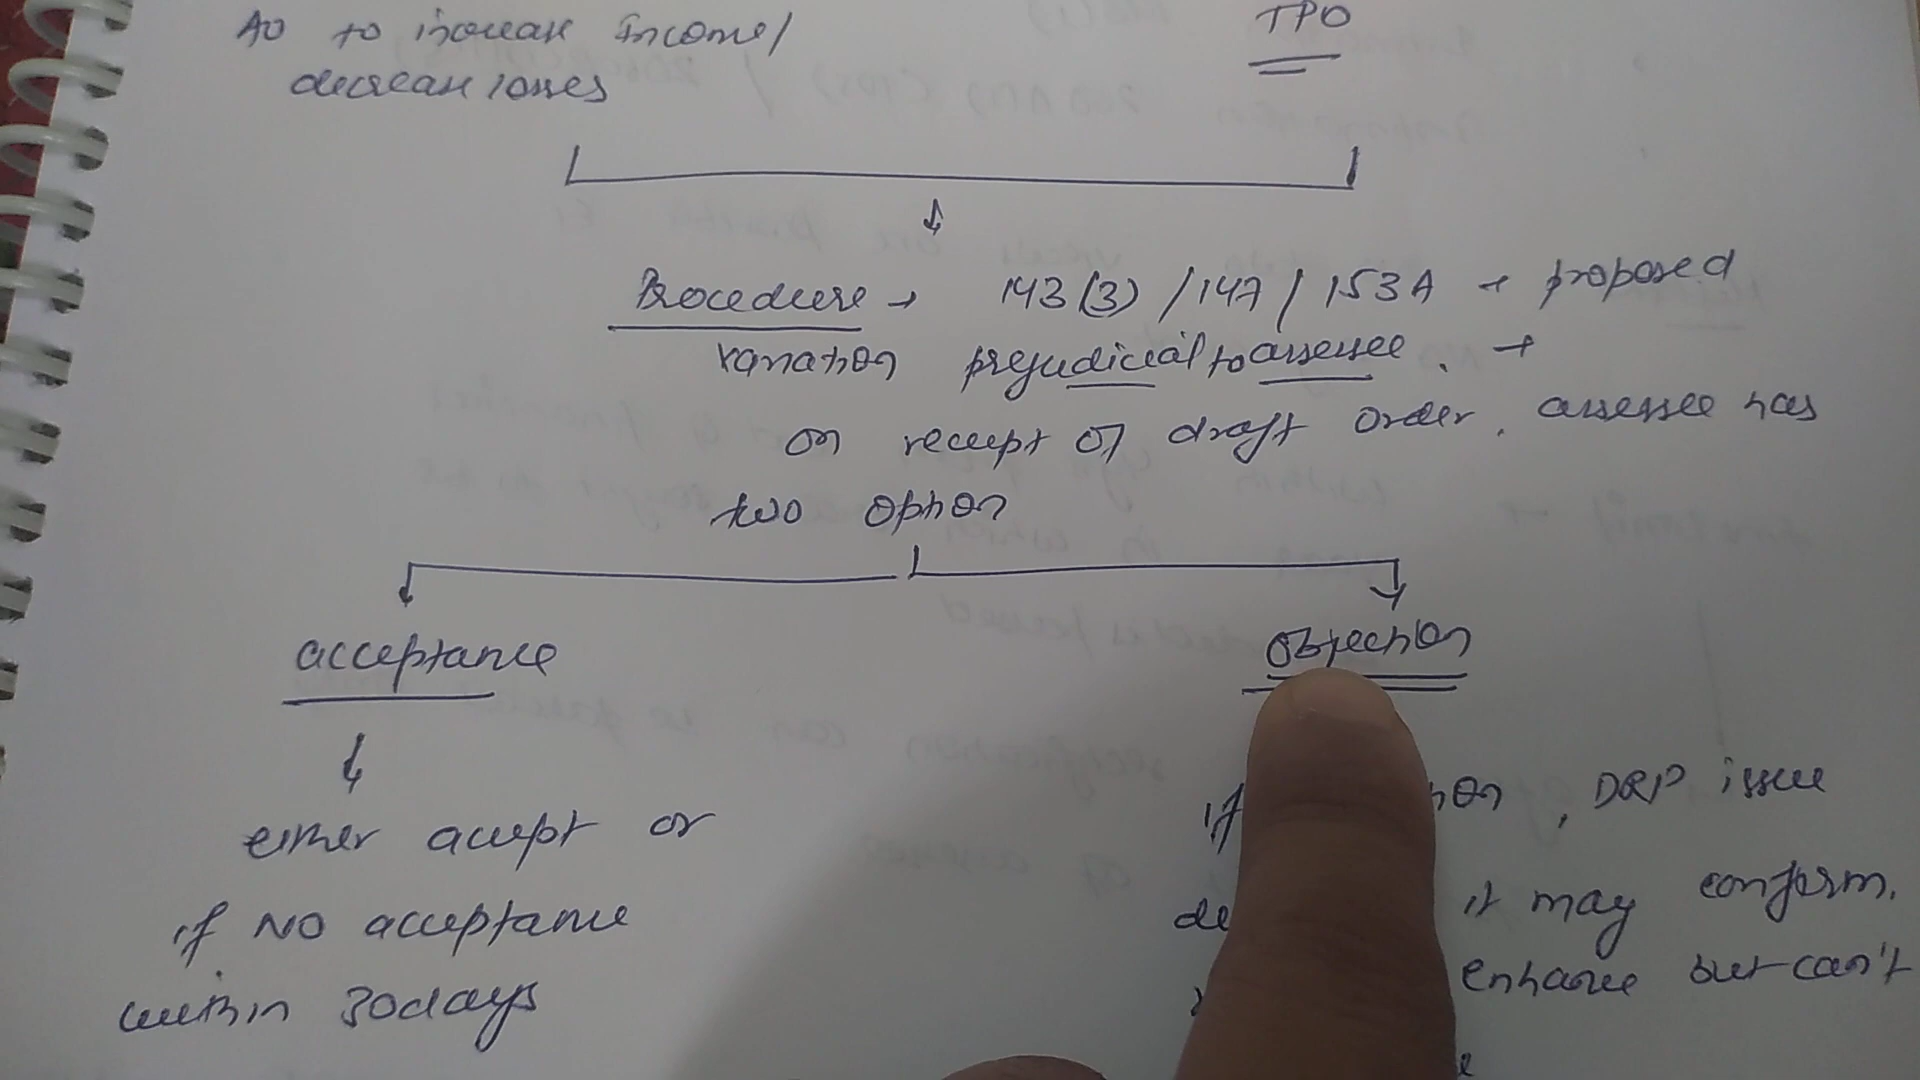 AO to increase Income/
decrease losses
TPO
Procedure → 143(3) / 147 / 153A → proposed
variation prejudicial to assessee. →
on receipt of draft order, assessee has
two option
acceptance
either accept or
if NO acceptance
within 30days
Objection
if , DRP issue
it may conform,
enhance but can't